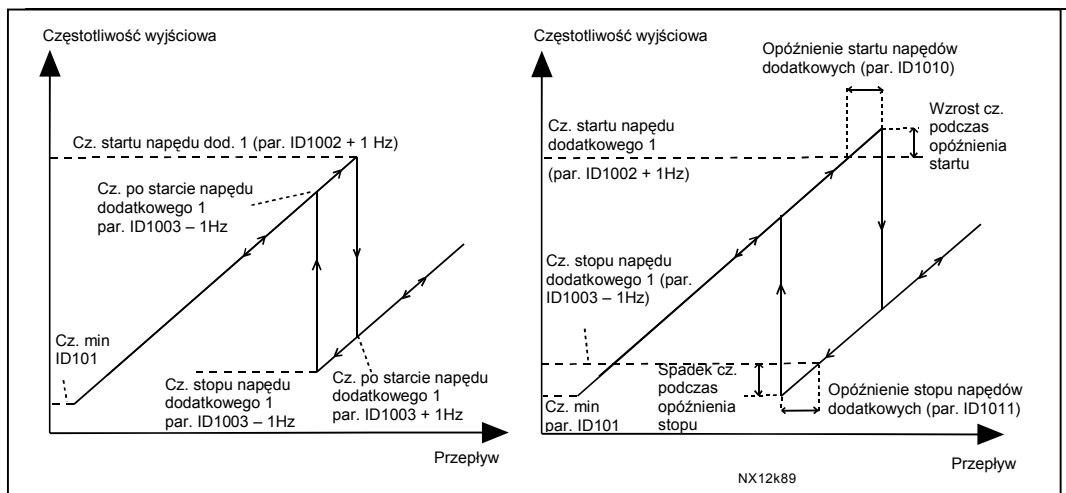 Częstotliwość wyjściowa
Cz. startu napędu dod. 1 (par. ID1002 + 1 Hz)
Cz. po starcie napędu
dodatkowego 1
par. ID1003 – 1Hz
Cz. min
ID101
Cz. stopu napędu
dodatkowego 1
par. ID1003 – 1Hz
Cz. po starcie napędu
dodatkowego 1
par. ID1003 + 1Hz
Przepływ
Częstotliwość wyjściowa
Opóźnienie startu napędów
dodatkowych (par. ID1010)
Wzrost cz.
podczas
opóźnienia
startu
Cz. startu napędu
dodatkowego 1
(par. ID1002 + 1Hz)
Cz. stopu napędu
dodatkowego 1 (par.
ID1003 – 1Hz)
Spadek cz.
podczas
opóźnienia
stopu
Cz. min
par. ID101
Opóźnienie stopu napędów
dodatkowych (par. ID1011)
Przepływ
NX12k89